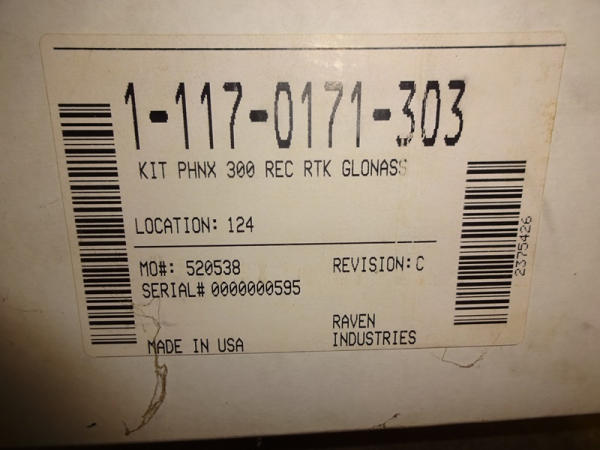 1-117-0171-303
KIT PHNX 300 REC RTK GLONASS
LOCATION: 124
MO#: 520538 REVISION: C
SERIAL# 0000000595
RAVEN
MADE IN USA INDUSTRIES
2375426